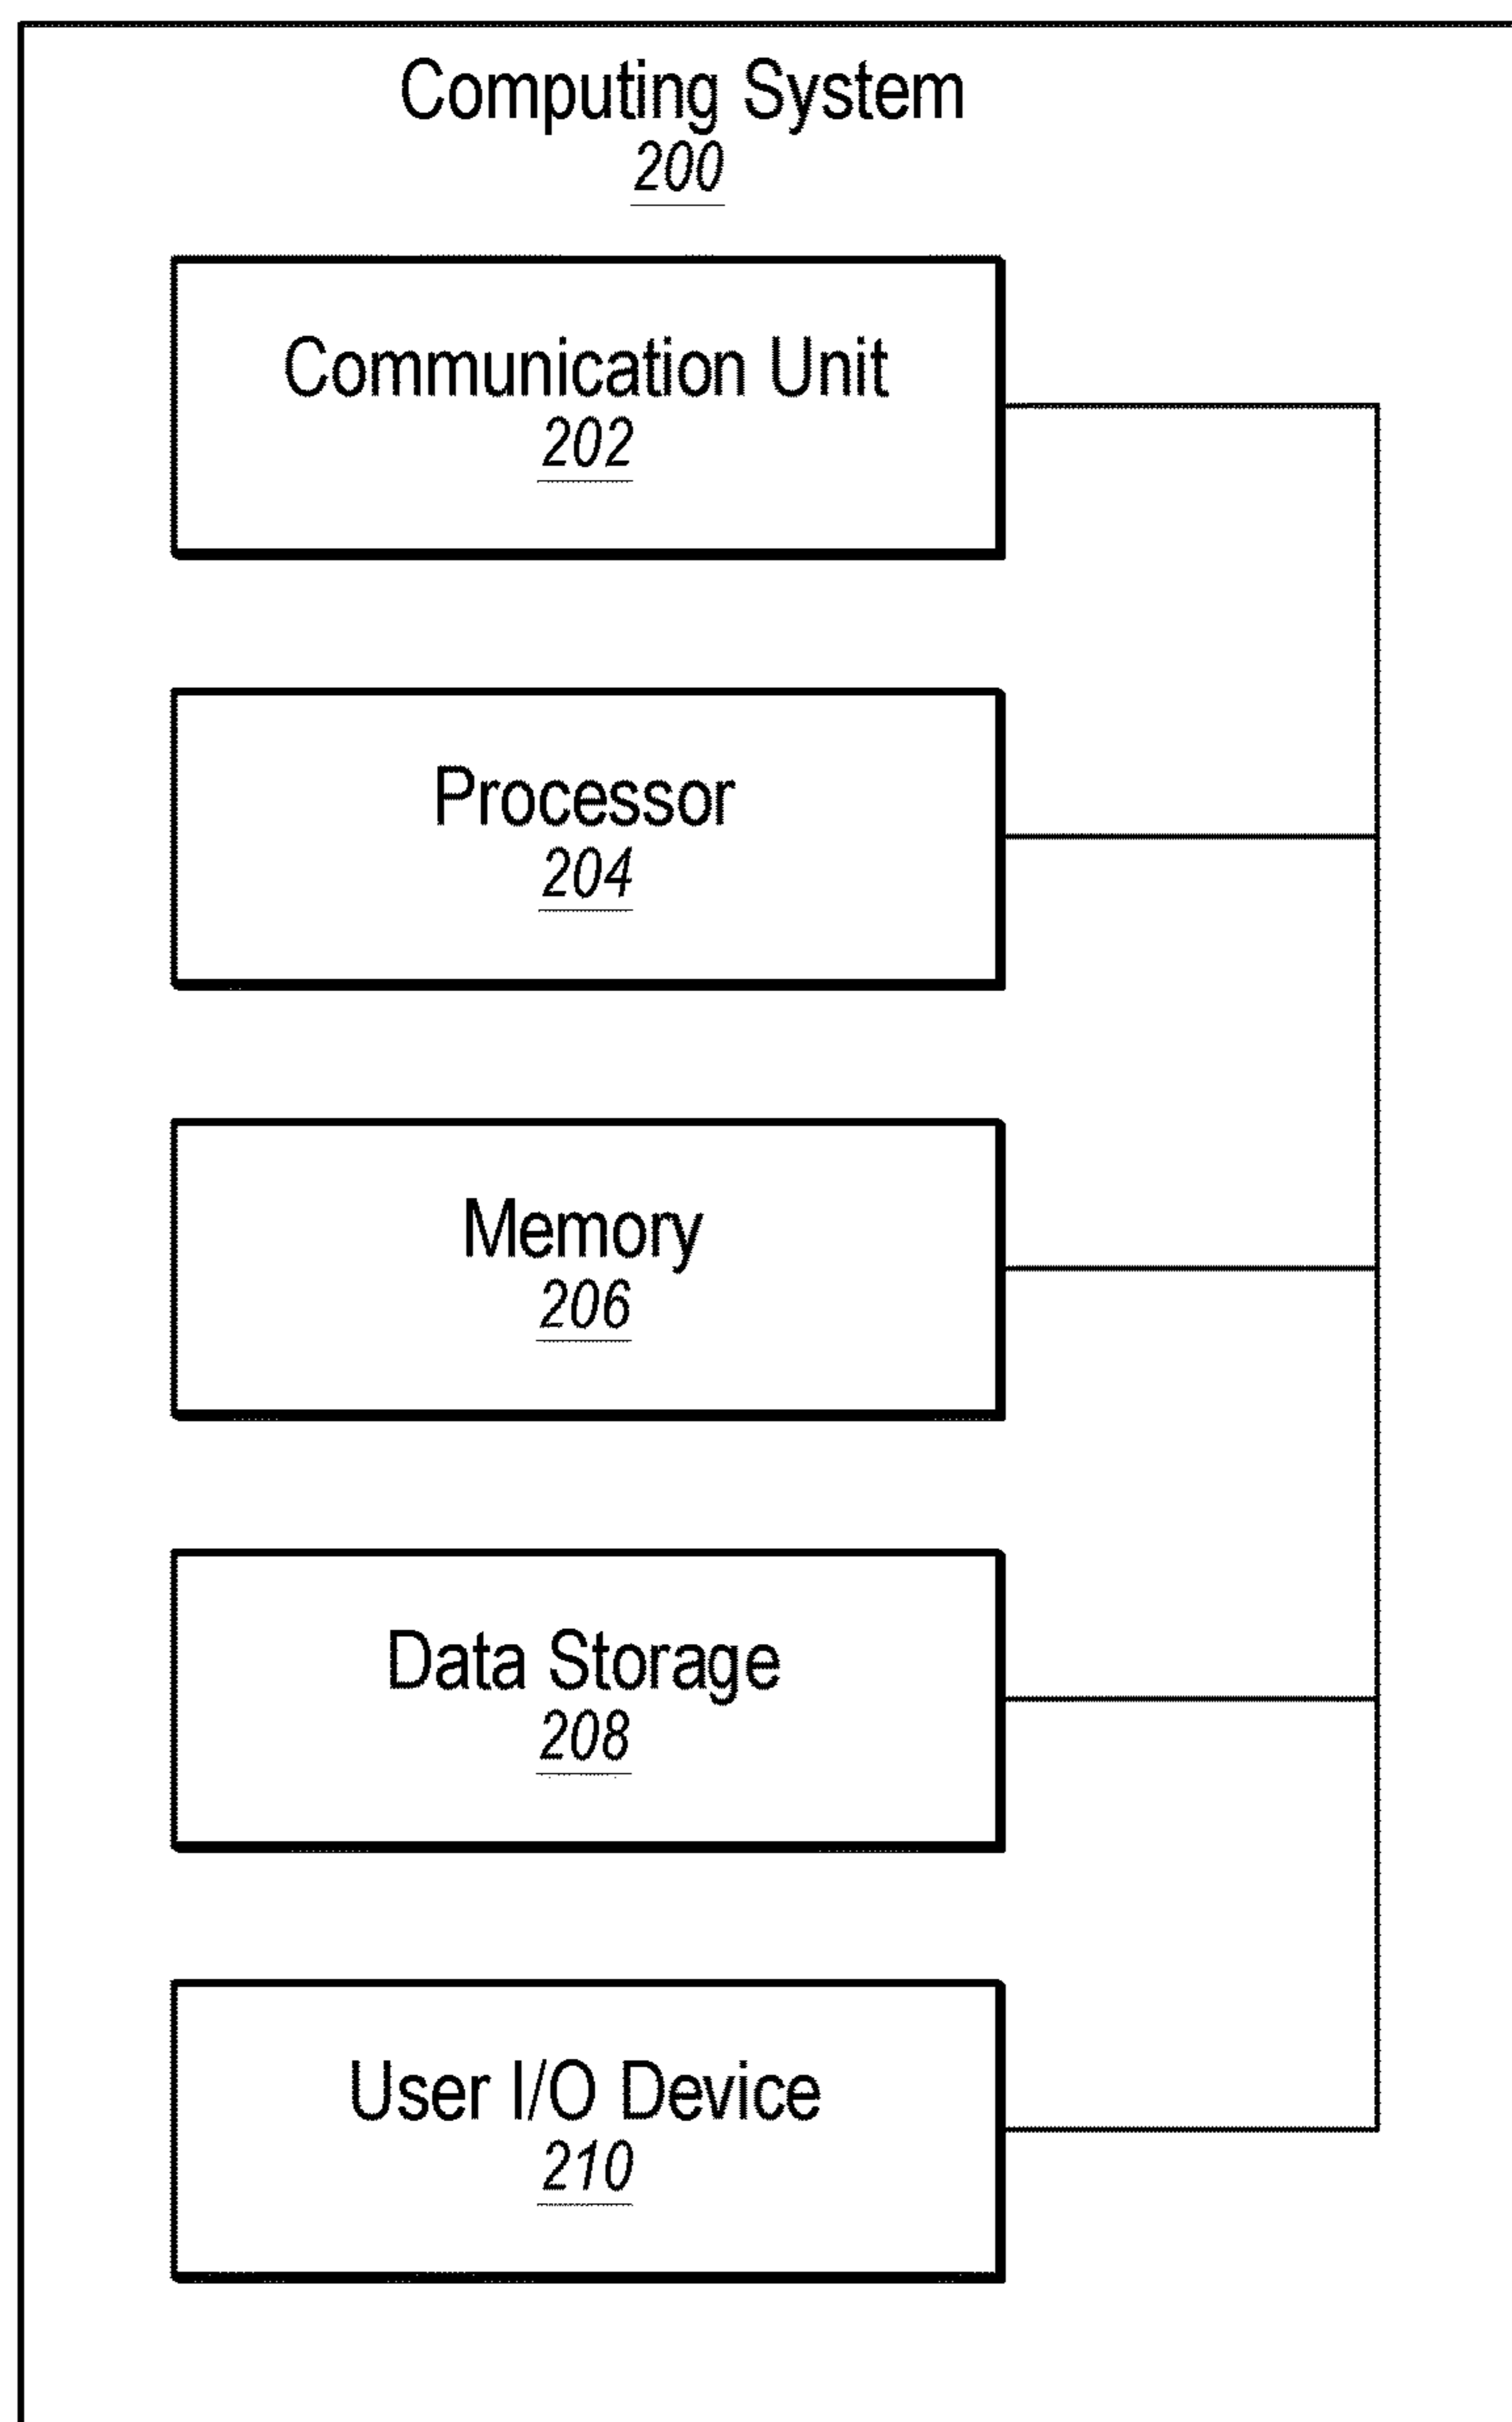 Computing System
200
Communication Unit
202
Processor
204
Memory
206
Data Storage
208
User I/O Device
210